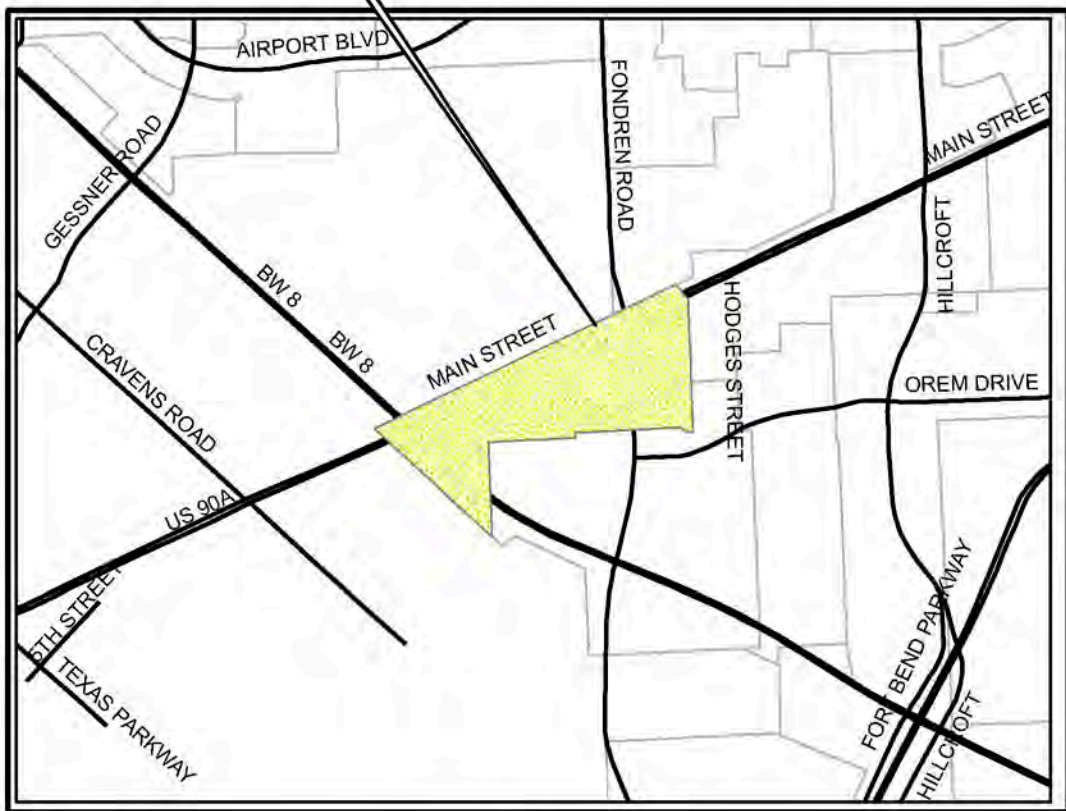 AIRPORT BLVD
FONDREN ROAD
MAIN STREET
GESSNER ROAD
HILLCROFT
BW 8
BW 8
MAIN STREET
HODGES STREET
CRAVENS ROAD
OREM DRIVE
US 90A
5TH STREET
TEXAS PARKWAY
FORT BEND PARKWAY
HILLCROFT